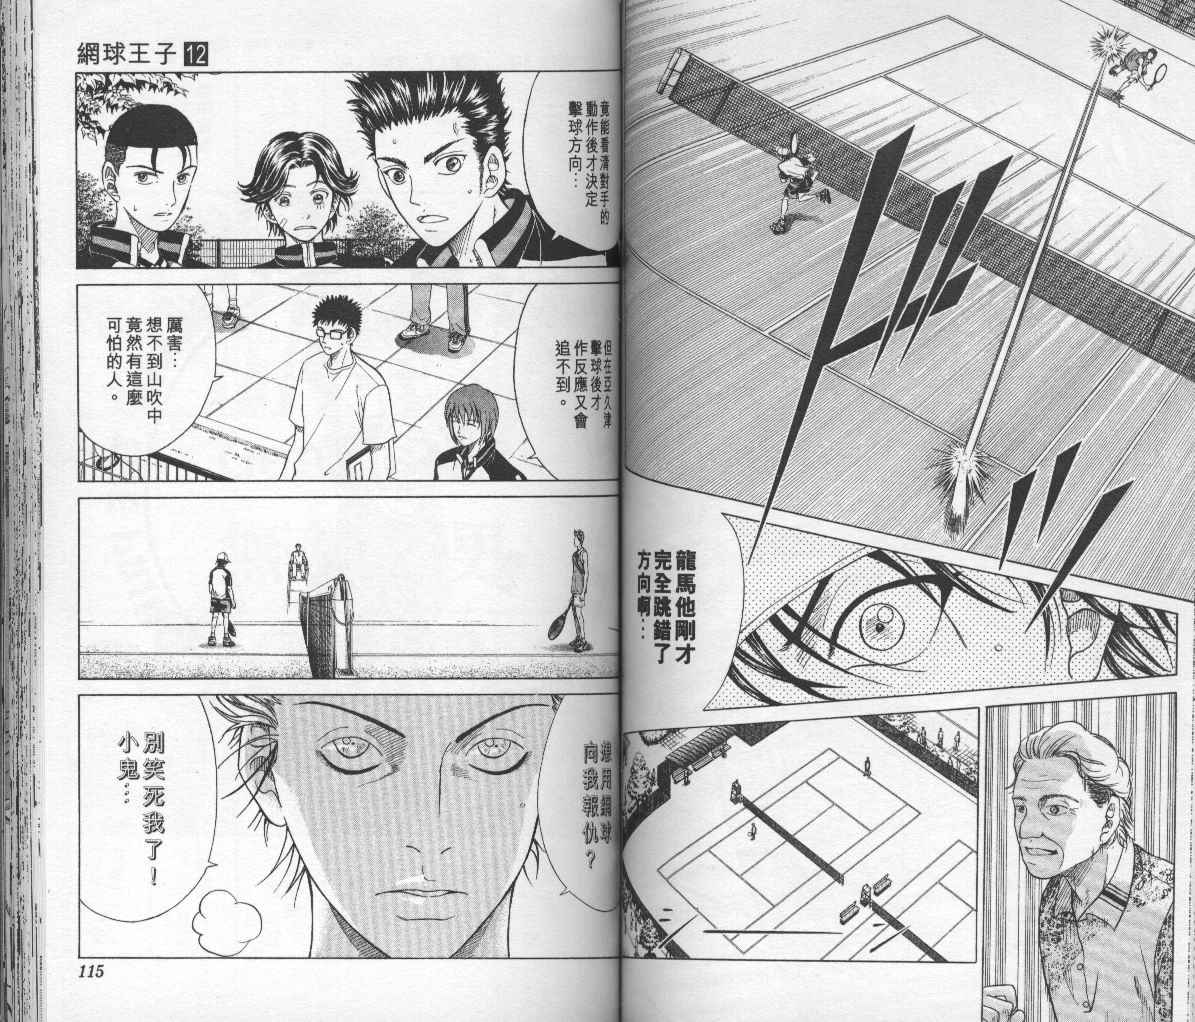 網球王子 12
龍馬他剛才
完全跳錯了
方向啊…
竟能看清對手的
動作後才決定
擊球方向…
但在亞久津
擊球後才
作反應又會
追不到。
厲害…
想不到山吹中
竟然有這麼
可怕的人。
想用網球
向我報仇？
別笑死我了！
小鬼…
115